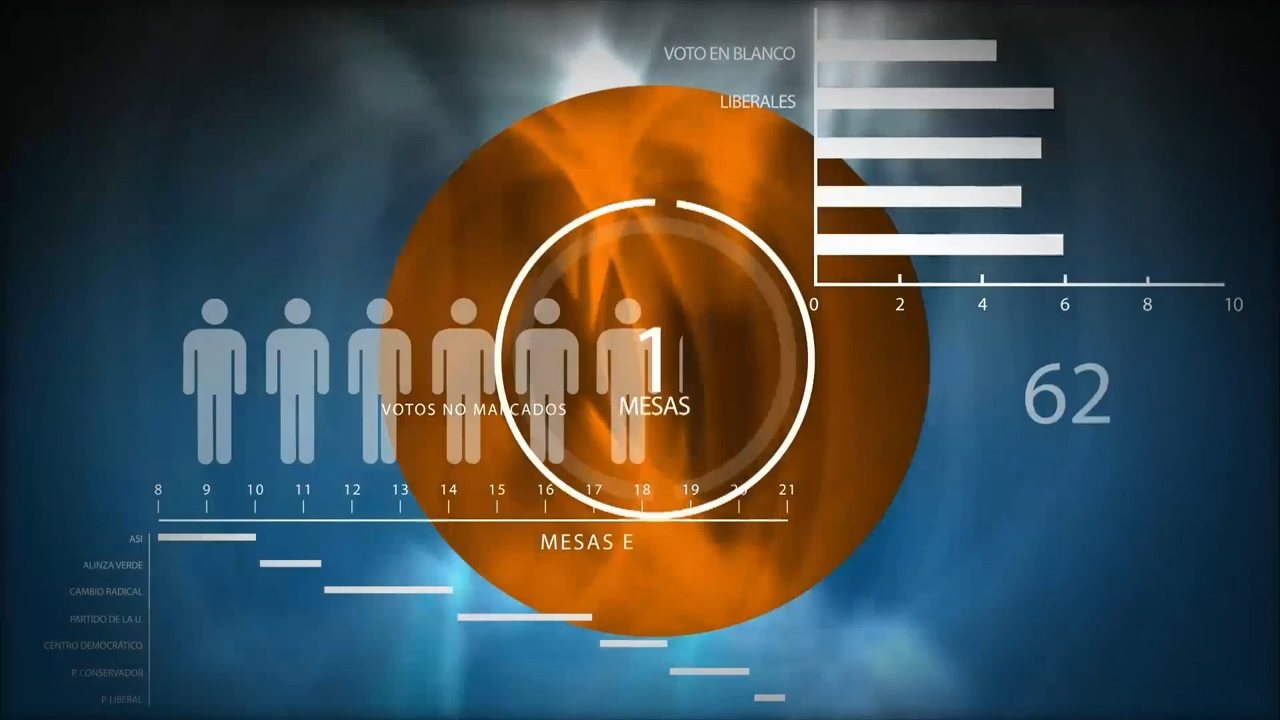 VOTO EN BLANCO
LIBERALES
0 2 4 6 8 10
1
MESAS
62
VOTOS NO MARCADOS
8 9 10 11 12 13 14 15 16 17 18 19 20 21
MESAS E
ASI
ALINZA VERDE
CAMBIO RADICAL
PARTIDO DE LA U.
CENTRO DEMOCRÁTICO
P. CONSERVADOR
P. LIBERAL